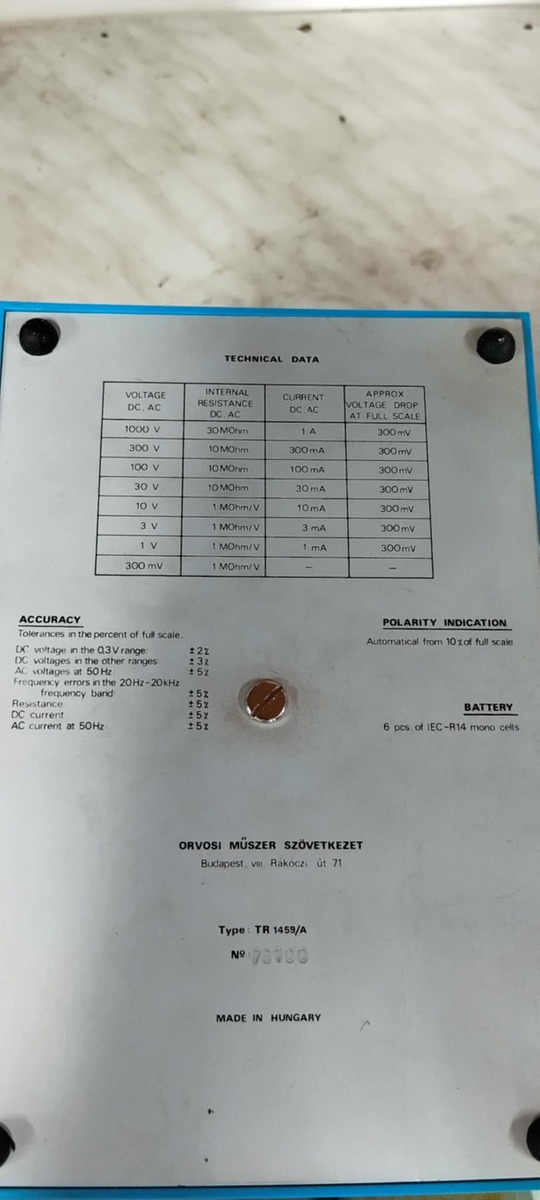 TECHNICAL DATA
VOLTAGE DC, AC INTERNAL RESISTANCE DC, AC CURRENT DC, AC APPROX. VOLTAGE DROP AT FULL SCALE
1000 V 30 MOhm 1 A 300 mV
300 V 10 MOhm 300 mA 300 mV
100 V 10 MOhm 100 mA 300 mV
30 V 10 MOhm 30 mA 300 mV
10 V 1 MOhm/V 10 mA 300 mV
3 V 1 MOhm/V 3 mA 300 mV
1 V 1 MOhm/V 1 mA 300 mV
300 mV 1 MOhm/V – –
ACCURACY
Tolerances in the percent of full scale.
DC voltage in the 0,3 V range: ± 2%
DC voltages in the other ranges: ± 3%
AC voltages at 50 Hz: ± 5%
Frequency errors in the 20 Hz-20 kHz
frequency band: ± 5%
Resistance: ± 5%
DC current ± 5%
AC current at 50 Hz: ± 5%
POLARITY INDICATION
Automatical from 10% of full scale
BATTERY
6 pcs. of IEC-R14 mono cells
ORVOSI MŰSZER SZÖVETKEZET
Budapest, VIII. Rákóczi út 71
Type: TR 1459/A
Nº:
MADE IN HUNGARY